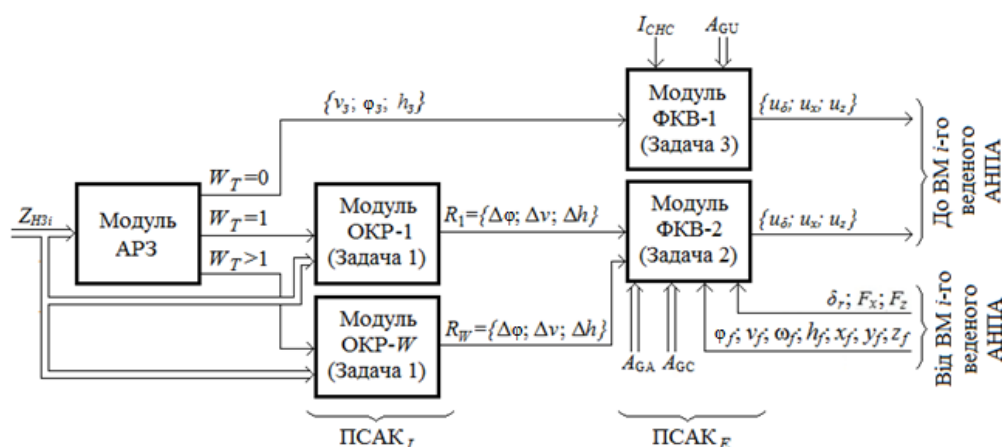 I_СНС A_GU
{v_з; φ_з; h_з}
Модуль
ФКВ-1
(Задача 3)
{u_δ; u_x; u_z}
До ВМ i-го
веденого
АНПА
Z_НЗi
Модуль
АРЗ
W_T=0
W_T=1
W_T>1
Модуль
ОКР-1
(Задача 1)
R_1={Δφ; Δv; Δh}
Модуль
ФКВ-2
(Задача 2)
{u_δ; u_x; u_z}
Модуль
ОКР-W
(Задача 1)
R_W={Δφ; Δv; Δh}
A_GA A_GC
δ_r; F_x; F_z
φ_f; v_f; ω_f; h_f; x_f; y_f; z_f
Від ВМ i-го
веденого
АНПА
ПСАК_I
ПСАК_E